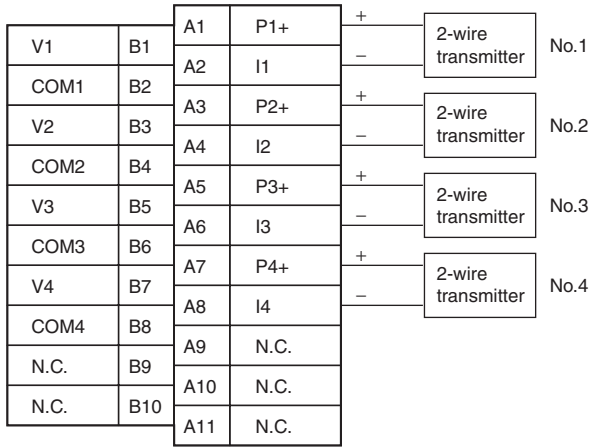 V1 B1
COM1 B2
V2 B3
COM2 B4
V3 B5
COM3 B6
V4 B7
COM4 B8
N.C. B9
N.C. B10
A1 P1+
A2 I1
A3 P2+
A4 I2
A5 P3+
A6 I3
A7 P4+
A8 I4
A9 N.C.
A10 N.C.
A11 N.C.
+
−
2-wire
transmitter
No.1
+
−
2-wire
transmitter
No.2
+
−
2-wire
transmitter
No.3
+
−
2-wire
transmitter
No.4